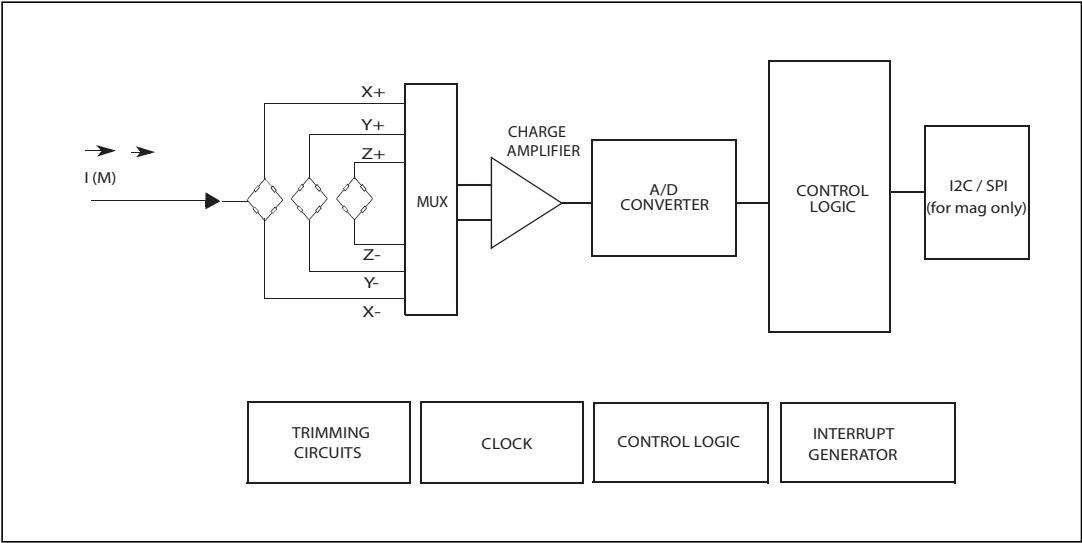 X+
Y+
Z+
I (M)
MUX
CHARGE
AMPLIFIER
A/D
CONVERTER
CONTROL
LOGIC
I2C / SPI
(for mag only)
Z-
Y-
X-
TRIMMING
CIRCUITS
CLOCK
CONTROL LOGIC
INTERRUPT
GENERATOR